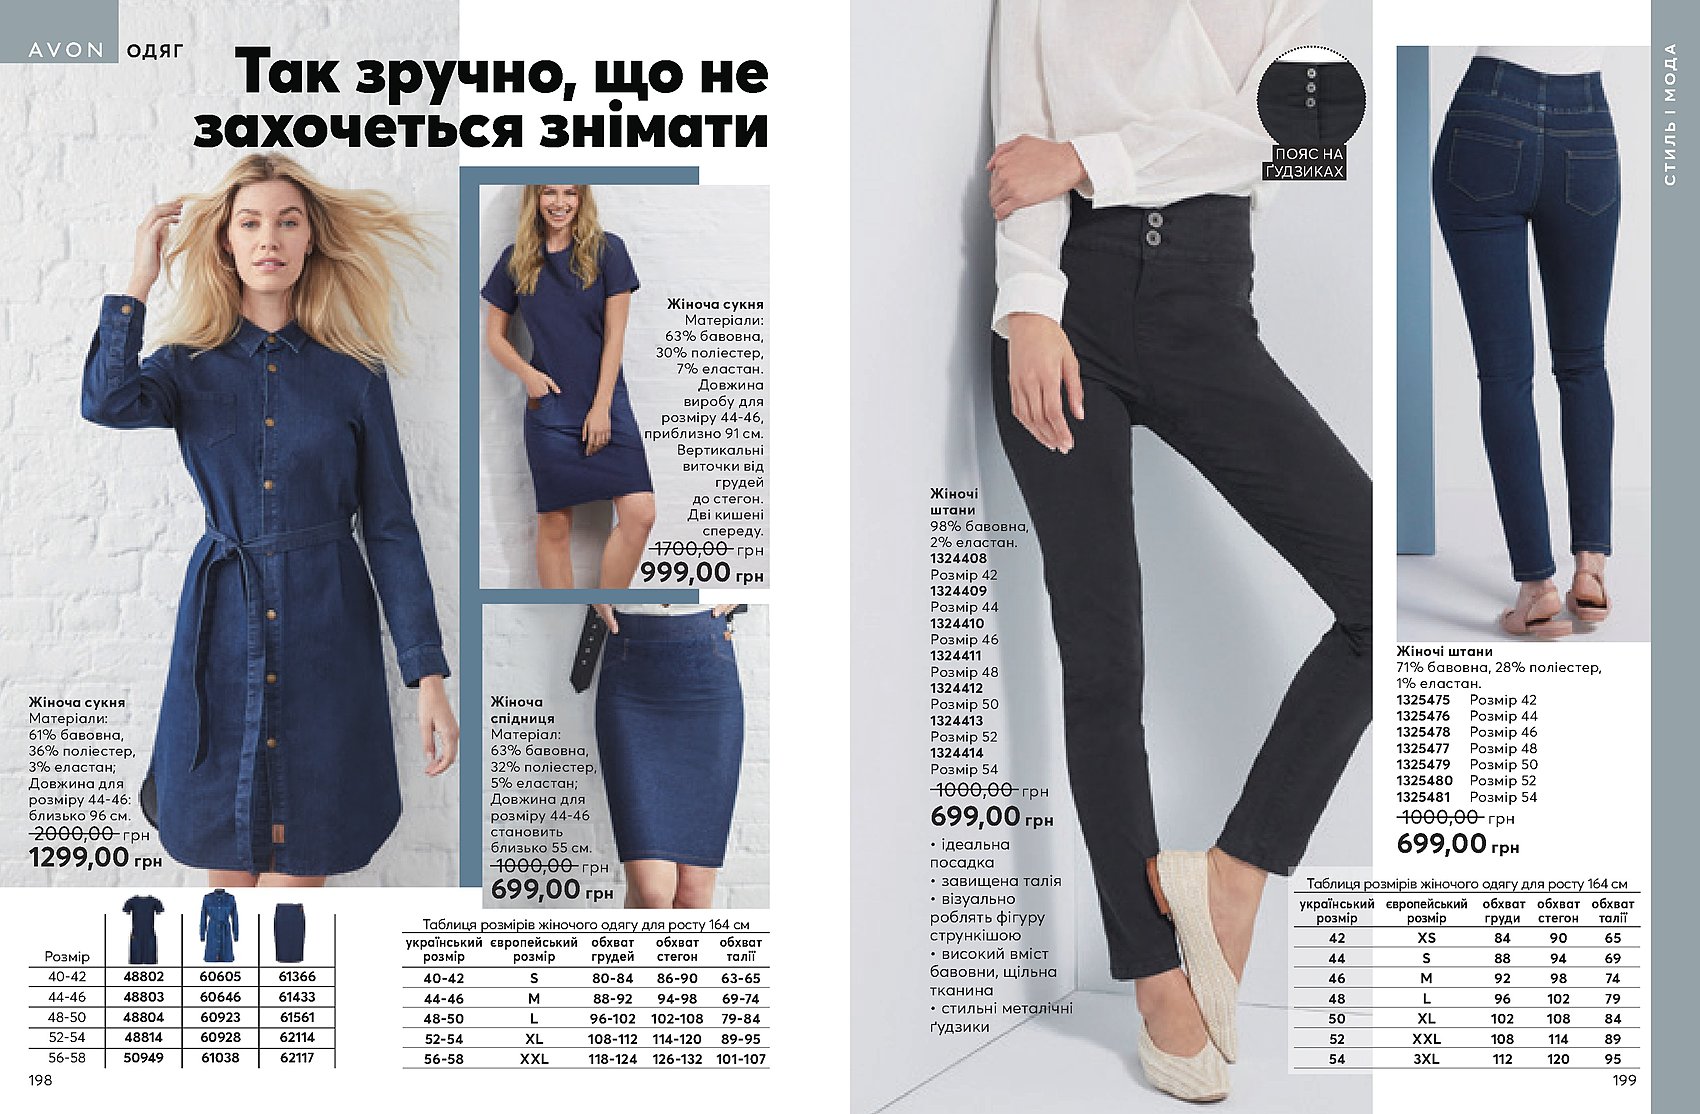 AVON ОДЯГ
Так зручно, що не
захочеться знімати
Жіноча сукня
Матеріали:
63% бавовна,
30% поліестер,
7% еластан.
Довжина
виробу для
розміру 44-46,
приблизно 91 см.
Вертикальні
виточки від
грудей
до стегон.
Дві кишені
спереду.
1700,00 грн
999,00 грн
Жіноча сукня
Матеріали:
61% бавовна,
36% поліестер,
3% еластан;
Довжина для
розміру 44-46:
близько 96 см.
2000,00 грн
1299,00 грн
Жіноча
спідниця
Матеріал:
63% бавовна,
32% поліестер,
5% еластан;
Довжина для
розміру 44-46
становить
близько 55 см.
1000,00 грн
699,00 грн
Розмір
40-42 48802 60605 61366
44-46 48803 60646 61433
48-50 48804 60923 61561
52-54 48814 60928 62114
56-58 50949 61038 62117
Таблиця розмірів жіночого одягу для росту 164 см
український європейський обхват обхват обхват
розмір розмір грудей стегон талії
40-42 S 80-84 86-90 63-65
44-46 M 88-92 94-98 69-74
48-50 L 96-102 102-108 79-84
52-54 XL 108-112 114-120 89-95
56-58 XXL 118-124 126-132 101-107
198
СТИЛЬ І МОДА
ПОЯС НА
ҐУДЗИКАХ
Жіночі
штани
98% бавовна,
2% еластан.
1324408
Розмір 42
1324409
Розмір 44
1324410
Розмір 46
1324411
Розмір 48
1324412
Розмір 50
1324413
Розмір 52
1324414
Розмір 54
1000,00 грн
699,00 грн
• ідеальна
посадка
• завищена талія
• візуально
роблять фігуру
стрункішою
• високий вміст
бавовни, щільна
тканина
• стильні металічні
ґудзики
Жіночі штани
71% бавовна, 28% поліестер,
1% еластан.
1325475 Розмір 42
1325476 Розмір 44
1325478 Розмір 46
1325477 Розмір 48
1325479 Розмір 50
1325480 Розмір 52
1325481 Розмір 54
1000,00 грн
699,00 грн
Таблиця розмірів жіночого одягу для росту 164 см
український європейський обхват обхват обхват
розмір розмір груди стегон талії
42 XS 84 90 65
44 S 88 94 69
46 M 92 98 74
48 L 96 102 79
50 XL 102 108 84
52 XXL 108 114 89
54 3XL 112 120 95
199